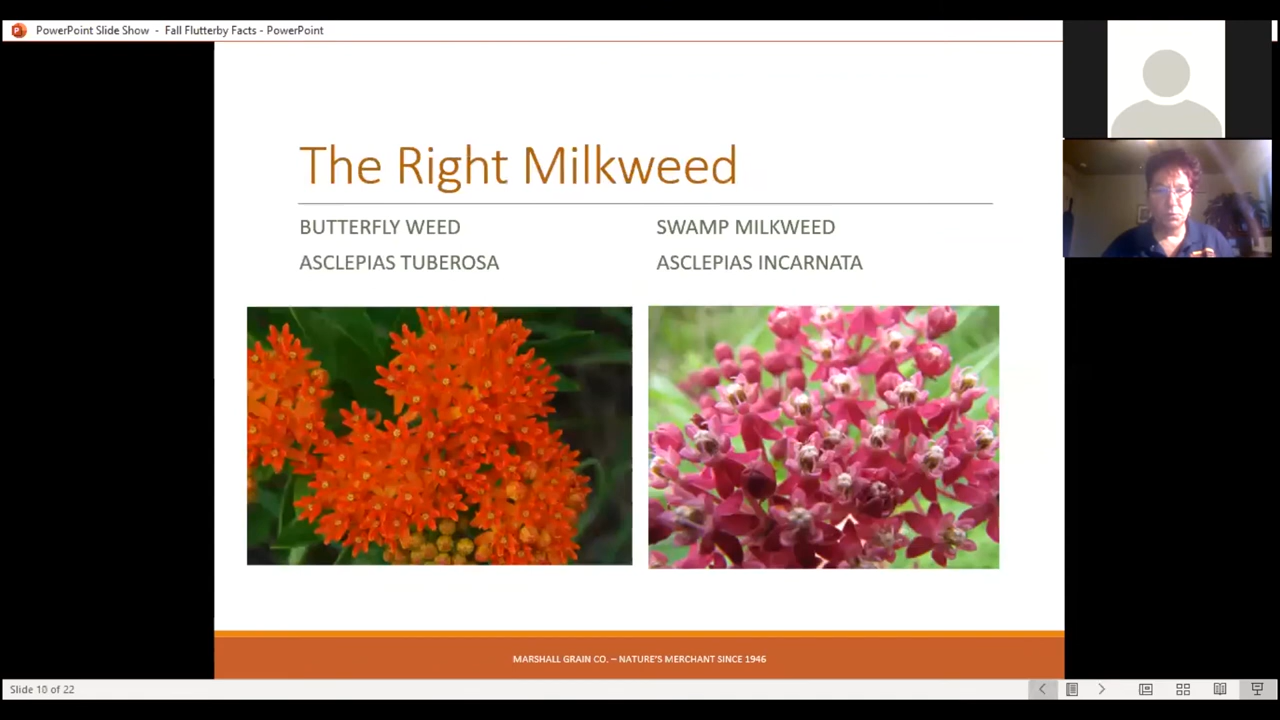 PowerPoint Slide Show - Fall Flutterby Facts - PowerPoint
The Right Milkweed
BUTTERFLY WEED
ASCLEPIAS TUBEROSA
SWAMP MILKWEED
ASCLEPIAS INCARNATA
MARSHALL GRAIN CO. – NATURE'S MERCHANT SINCE 1946
Slide 10 of 22